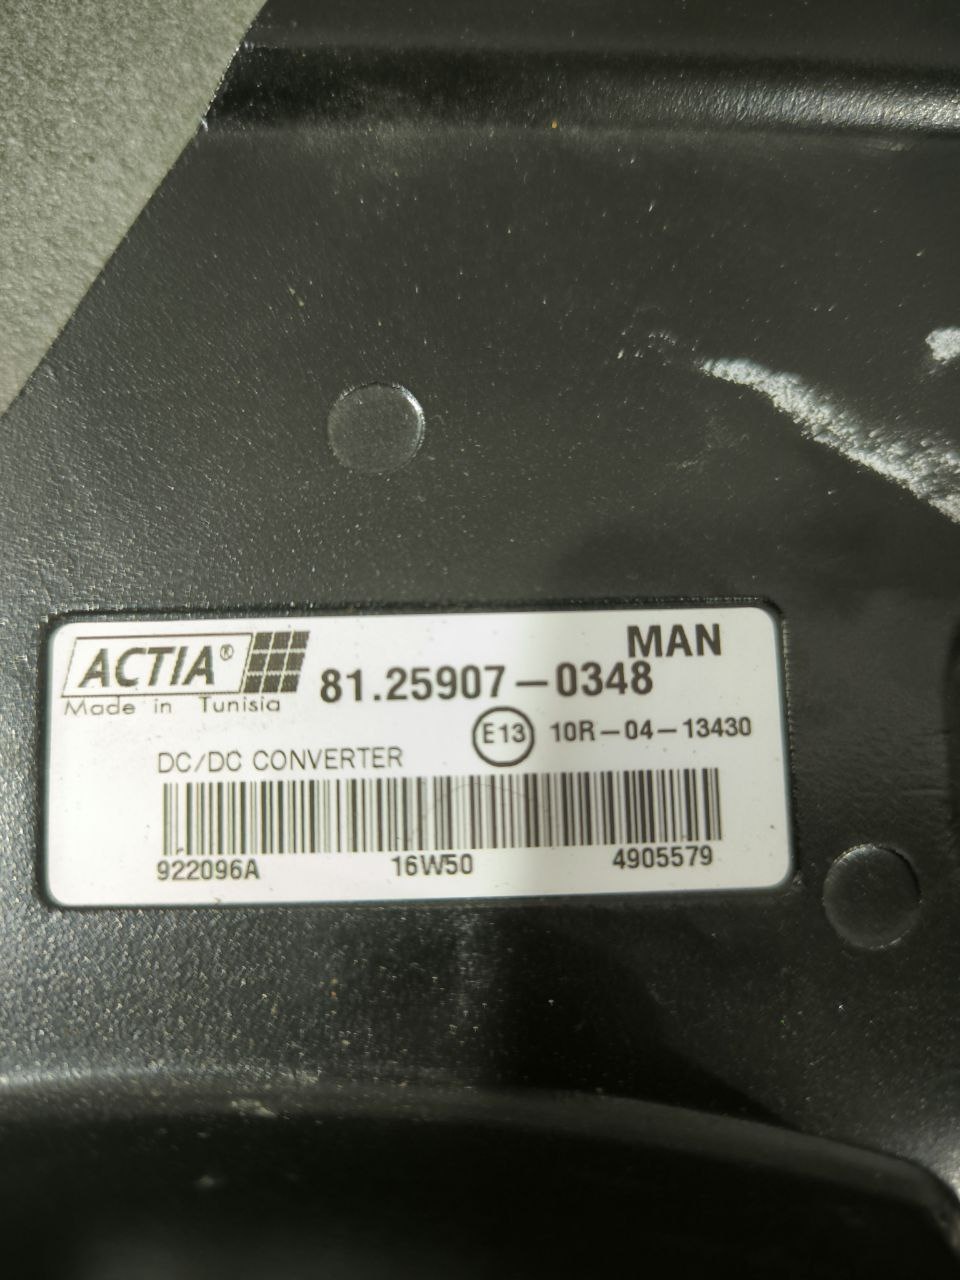 ACTIA®
MAN
81.25907-0348
Made in Tunisia
E13 10R-04-13430
DC/DC CONVERTER
922096A 16W50 4905579